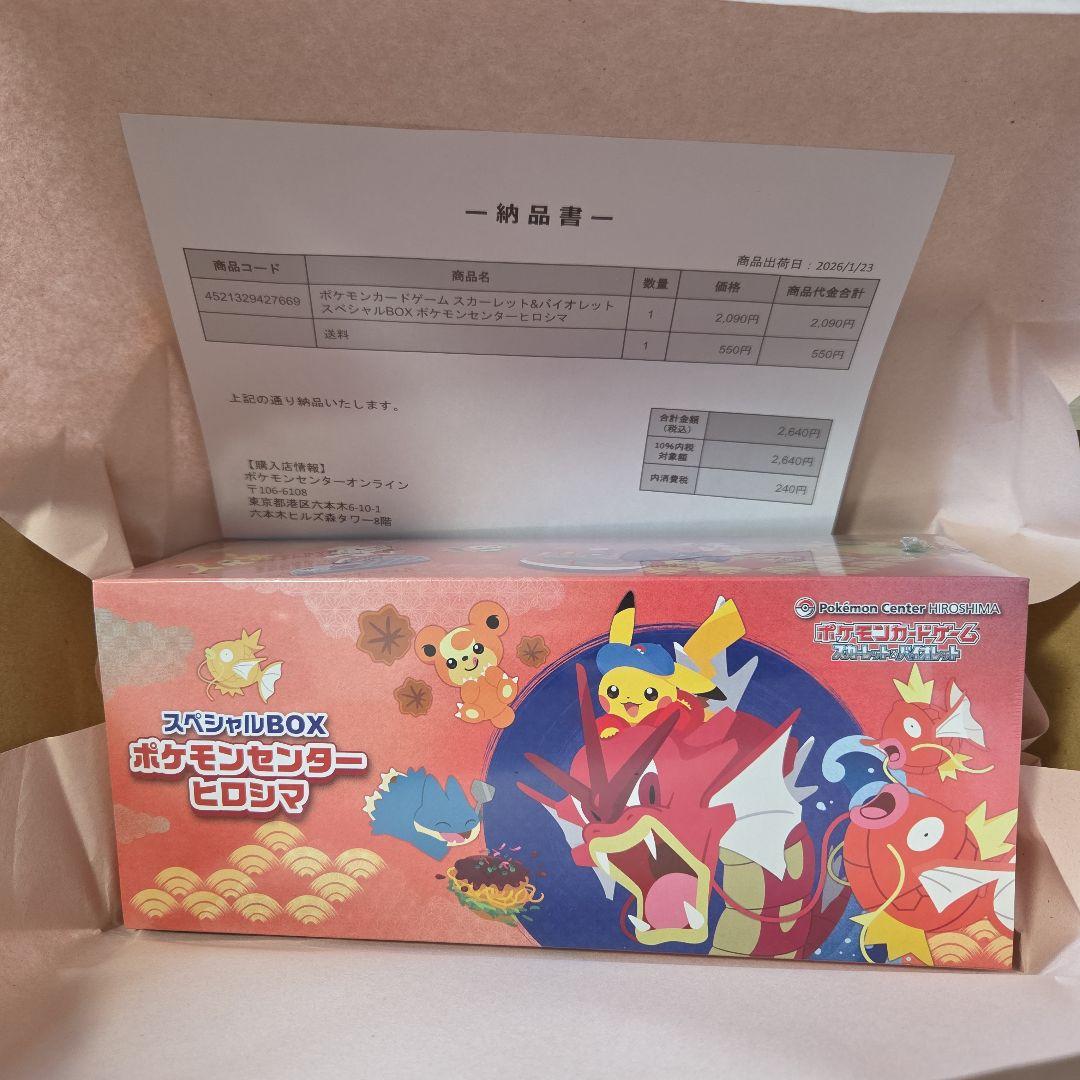 ー納品書ー
商品出荷日：2026/1/23
商品コード 商品名 数量 価格 商品代金合計
4521329427669 ポケモンカードゲーム スカーレット&バイオレット スペシャルBOX ポケモンセンターヒロシマ 1 2,090円 2,090円
送料 1 550円 550円
上記の通り納品いたします。
合計金額（税込） 2,640円
10%内税対象額 2,640円
内消費税 240円
【購入店情報】
ポケモンセンターオンライン
〒106-6108
東京都港区六本木6-10-1
六本木ヒルズ森タワー8階
Pokémon Center HIROSHIMA
ポケモンカードゲーム
スカーレット&バイオレット
スペシャルBOX
ポケモンセンター
ヒロシマ